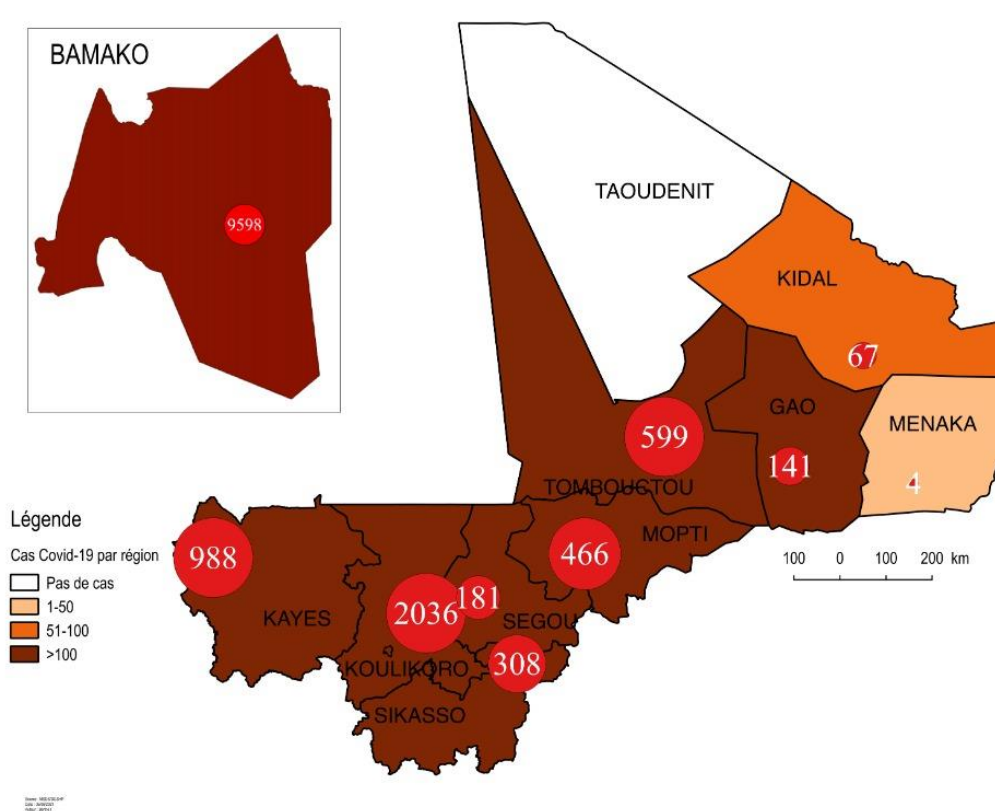 BAMAKO
9598
TAOUDENIT
KIDAL
67
GAO
MENAKA
599
141
4
TOMBOUCTOU
MOPTI
466
988
181
2036
KAYES
SEGOU
308
KOULIKORO
SIKASSO
100 0 100 200 km
Légende
Cas Covid-19 par région
Pas de cas
1-50
51-100
>100